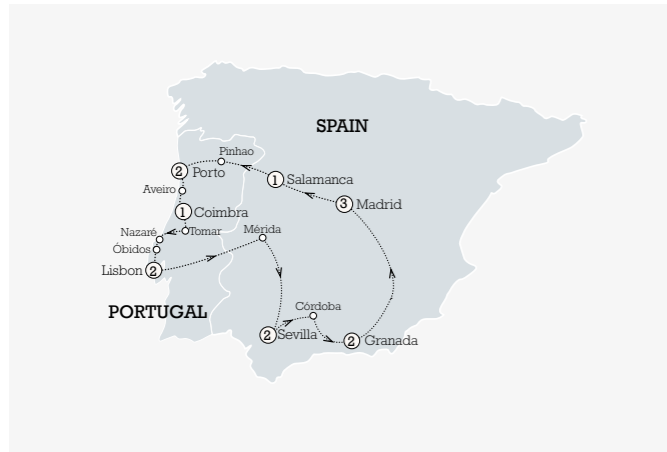 SPAIN
Pinhao
2 Porto
1 Salamanca
Aveiro
3 Madrid
1 Coimbra
Nazaré
Tomar
Mérida
Óbidos
Lisbon 2
Córdoba
PORTUGAL
2 Sevilla
2 Granada